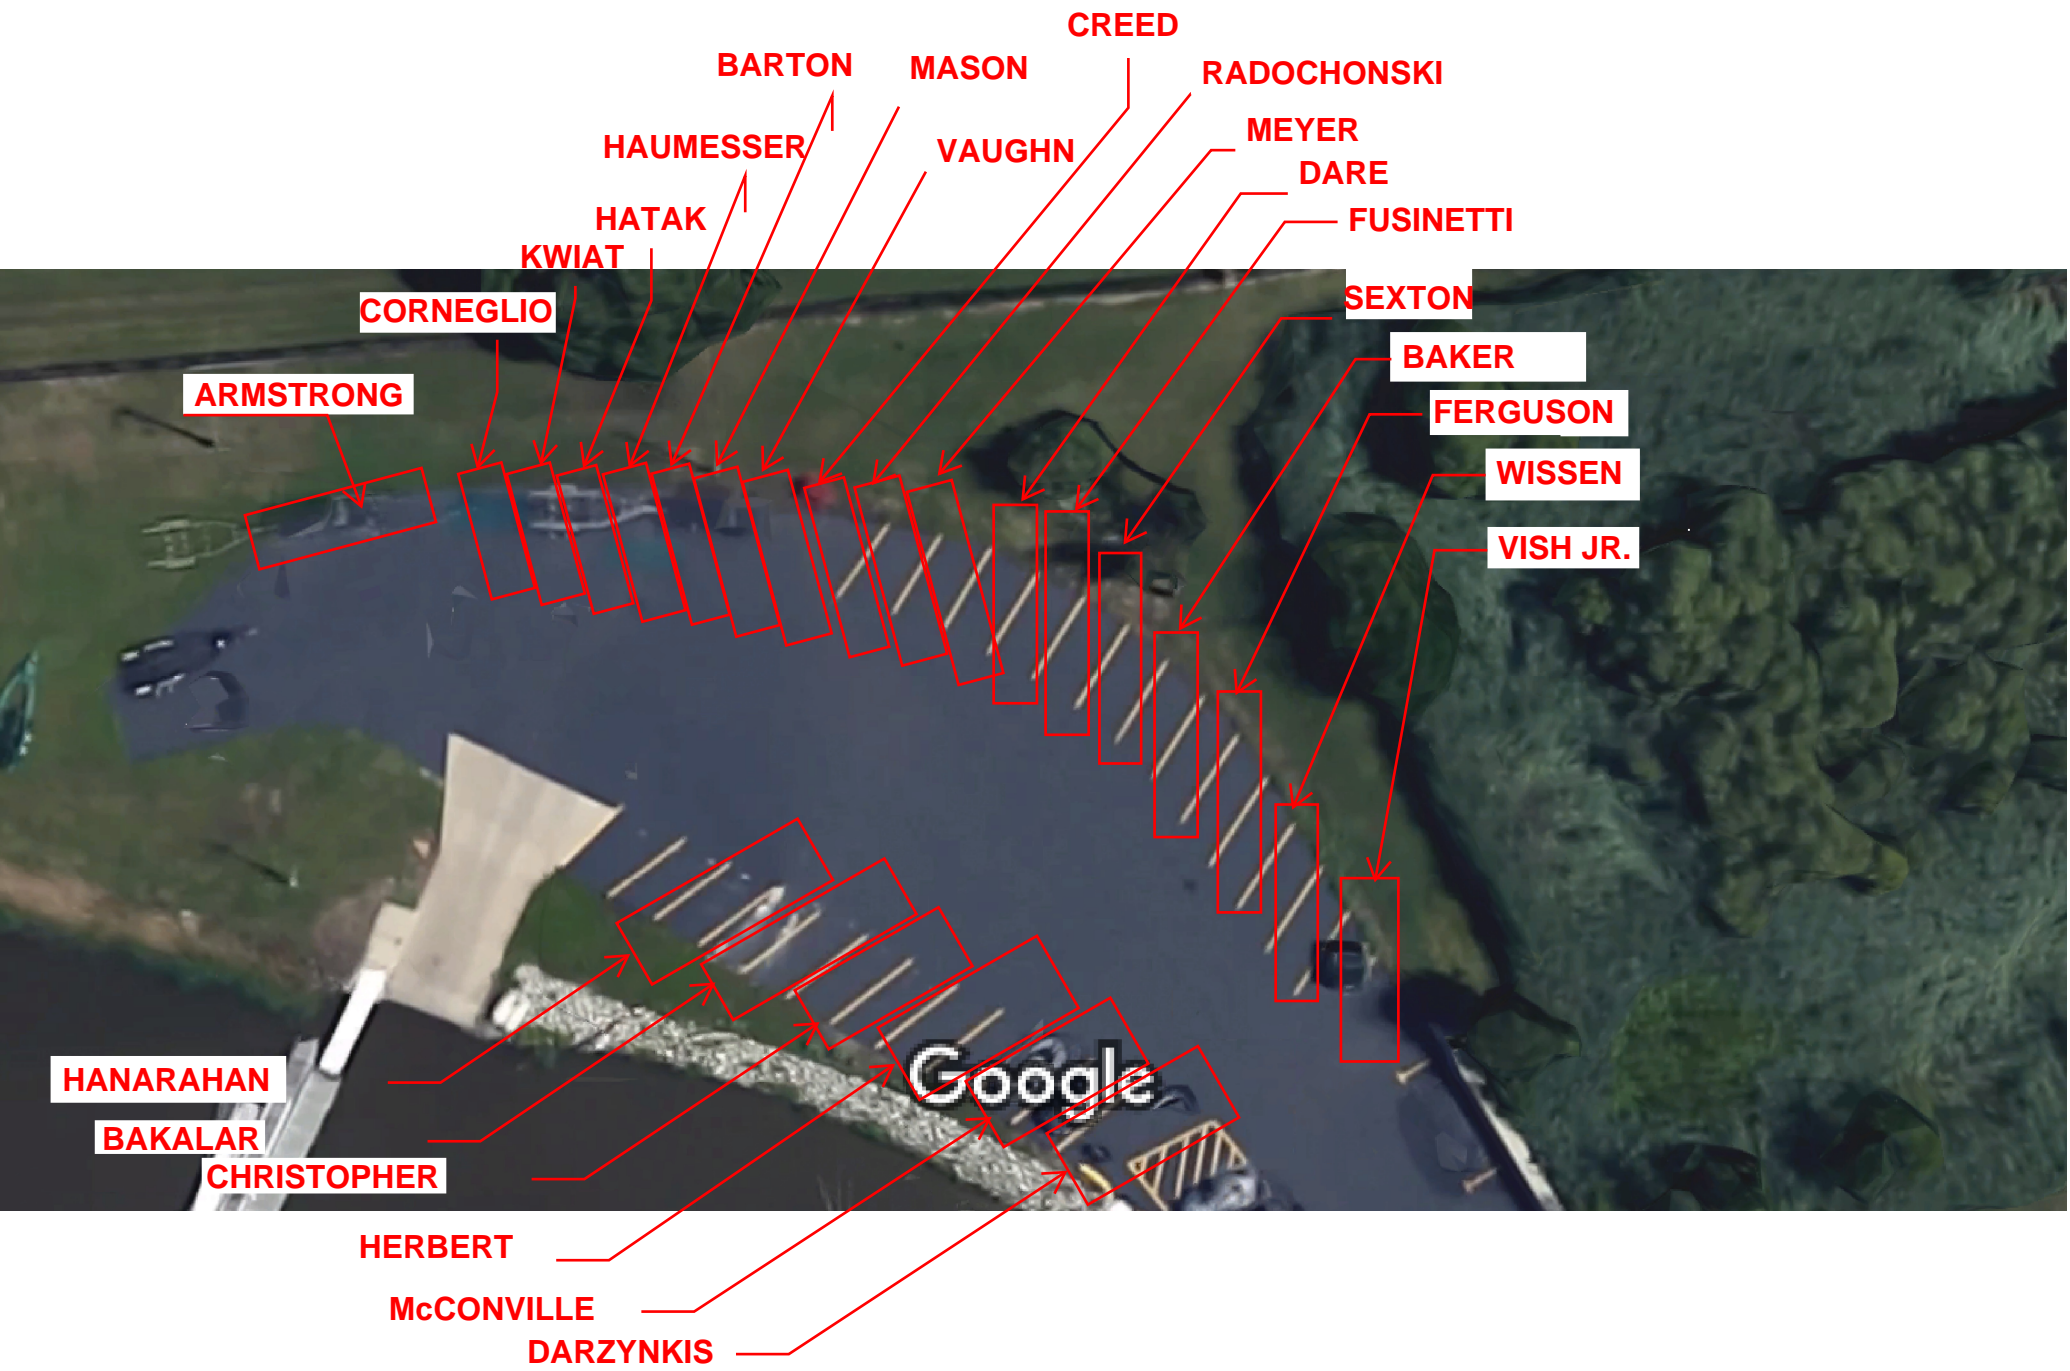 CREED
BARTON
MASON
RADOCHONSKI
MEYER
HAUMESSER
VAUGHN
DARE
HATAK
FUSINETTI
KWIAT
SEXTON
CORNEGLIO
BAKER
ARMSTRONG
FERGUSON
WISSEN
VISH JR.
Google
HANARAHAN
BAKALAR
CHRISTOPHER
HERBERT
McCONVILLE
DARZYNKIS